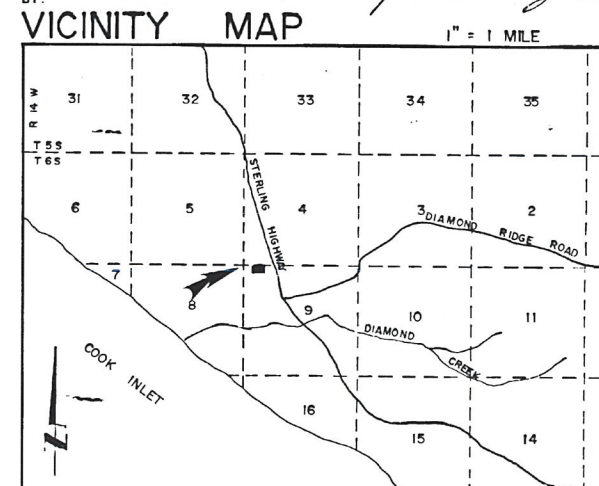 BY:
VICINITY MAP
1" = 1 MILE
R 14 W
31
32
33
34
35
T 5 S
T 6 S
6
5
4
3
2
STERLING HIGHWAY
DIAMOND RIDGE ROAD
7
8
9
10
11
DIAMOND CREEK
COOK INLET
N
16
15
14